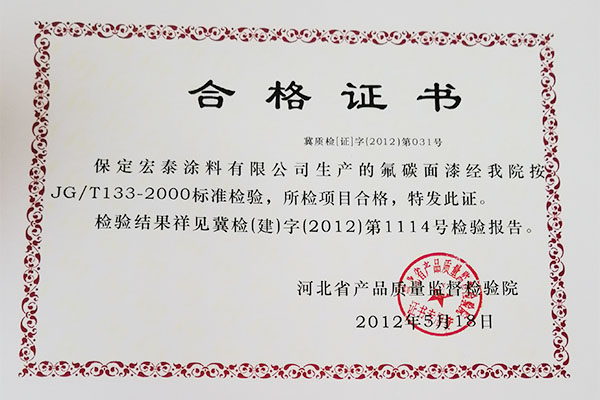 合格证书
冀质检[证]字(2012)第031号
保定宏泰涂料有限公司生产的氟碳面漆经我院按
JG/T133-2000标准检验，所检项目合格，特发此证。
检验结果祥见冀检(建)字(2012)第1114号检验报告。
河北省产品质量监督检验院
2012年5月18日